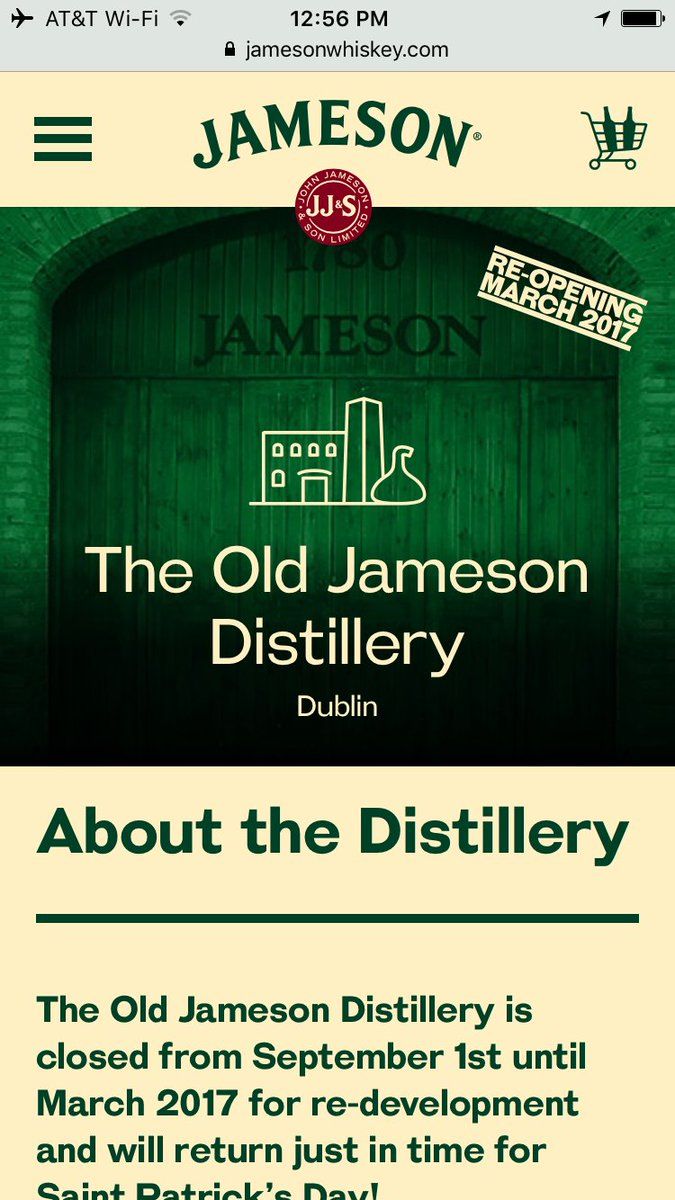 AT&T Wi-Fi 12:56 PM
jamesonwhiskey.com
JAMESON®
JOHN JAMESON
JJ&S
& SON LIMITED
1780
JAMESON
RE-OPENING
MARCH 2017
The Old Jameson
Distillery
Dublin
About the Distillery
The Old Jameson Distillery is
closed from September 1st until
March 2017 for re-development
and will return just in time for
Saint Patrick's Day!